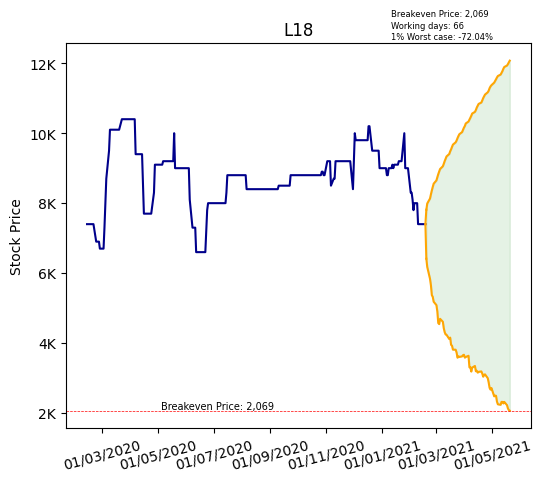 Breakeven Price: 2,069
Working days: 66
1% Worst case: -72.04%
L18
Stock Price
12K
10K
8K
6K
4K
2K
Breakeven Price: 2,069
01/03/2020
01/05/2020
01/07/2020
01/09/2020
01/11/2020
01/01/2021
01/03/2021
01/05/2021